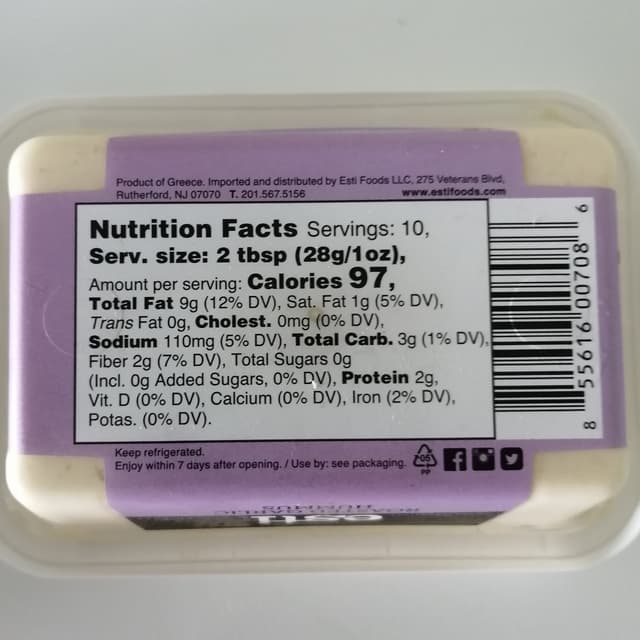 Product of Greece. Imported and distributed by Esti Foods LLC, 275 Veterans Blvd,
Rutherford, NJ 07070 T. 201.567.5156 www.estifoods.com
Nutrition Facts Servings: 10,
Serv. size: 2 tbsp (28g/1oz),
Amount per serving: Calories 97,
Total Fat 9g (12% DV), Sat. Fat 1g (5% DV),
Trans Fat 0g, Cholest. 0mg (0% DV),
Sodium 110mg (5% DV), Total Carb. 3g (1% DV),
Fiber 2g (7% DV), Total Sugars 0g
(Incl. 0g Added Sugars, 0% DV), Protein 2g,
Vit. D (0% DV), Calcium (0% DV), Iron (2% DV),
Potas. (0% DV).
8 55616 00708 6
Keep refrigerated.
Enjoy within 7 days after opening. / Use by: see packaging.
05
PP
esti
ROASTED GARLIC
HUMMUS